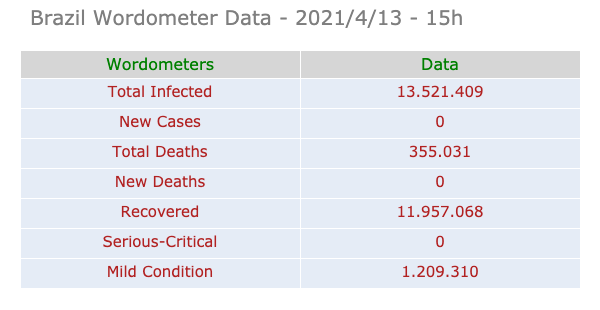 Brazil Wordometer Data - 2021/4/13 - 15h
Wordometers Data
Total Infected 13.521.409
New Cases 0
Total Deaths 355.031
New Deaths 0
Recovered 11.957.068
Serious-Critical 0
Mild Condition 1.209.310